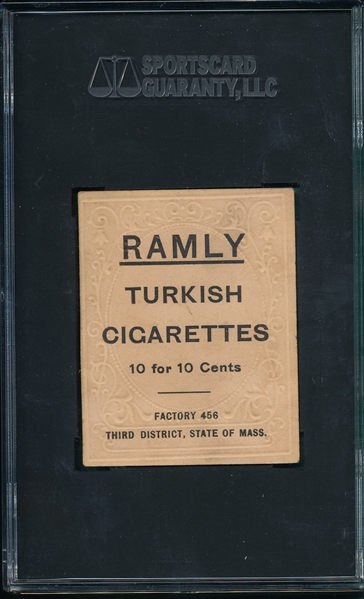 SPORTSCARD
GUARANTY, LLC
RAMLY
TURKISH
CIGARETTES
10 for 10 Cents
FACTORY 456
THIRD DISTRICT, STATE OF MASS.